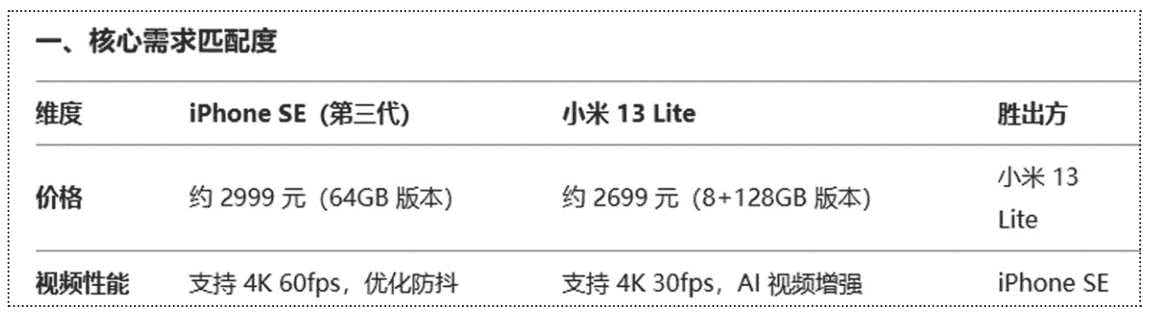 一、核心需求匹配度
维度 iPhone SE（第三代） 小米 13 Lite 胜出方
价格 约 2999 元（64GB 版本） 约 2699 元（8+128GB 版本） 小米 13 Lite
视频性能 支持 4K 60fps，优化防抖 支持 4K 30fps，AI 视频增强 iPhone SE